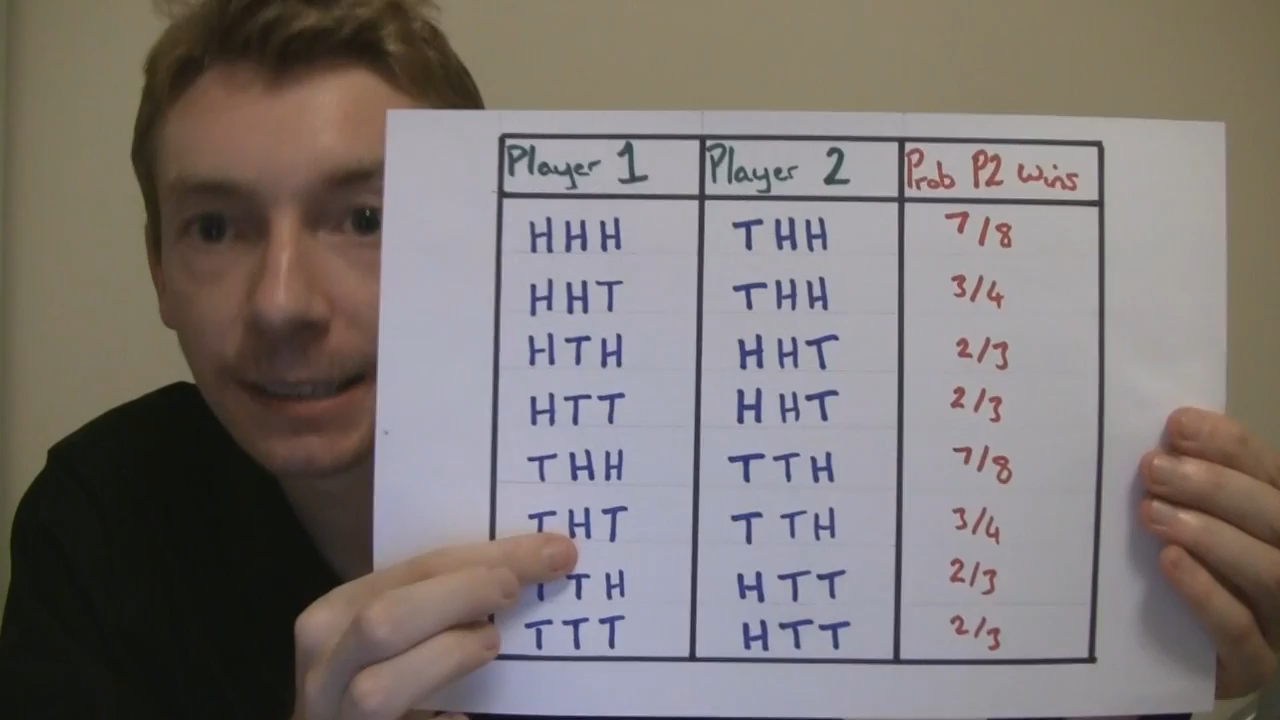 Player 1 Player 2 Prob P2 wins
HHH THH 7/8
HHT THH 3/4
HTH HHT 2/3
HTT HHT 2/3
THH TTH 7/8
THT TTH 3/4
TTH HTT 2/3
TTT HTT 2/3